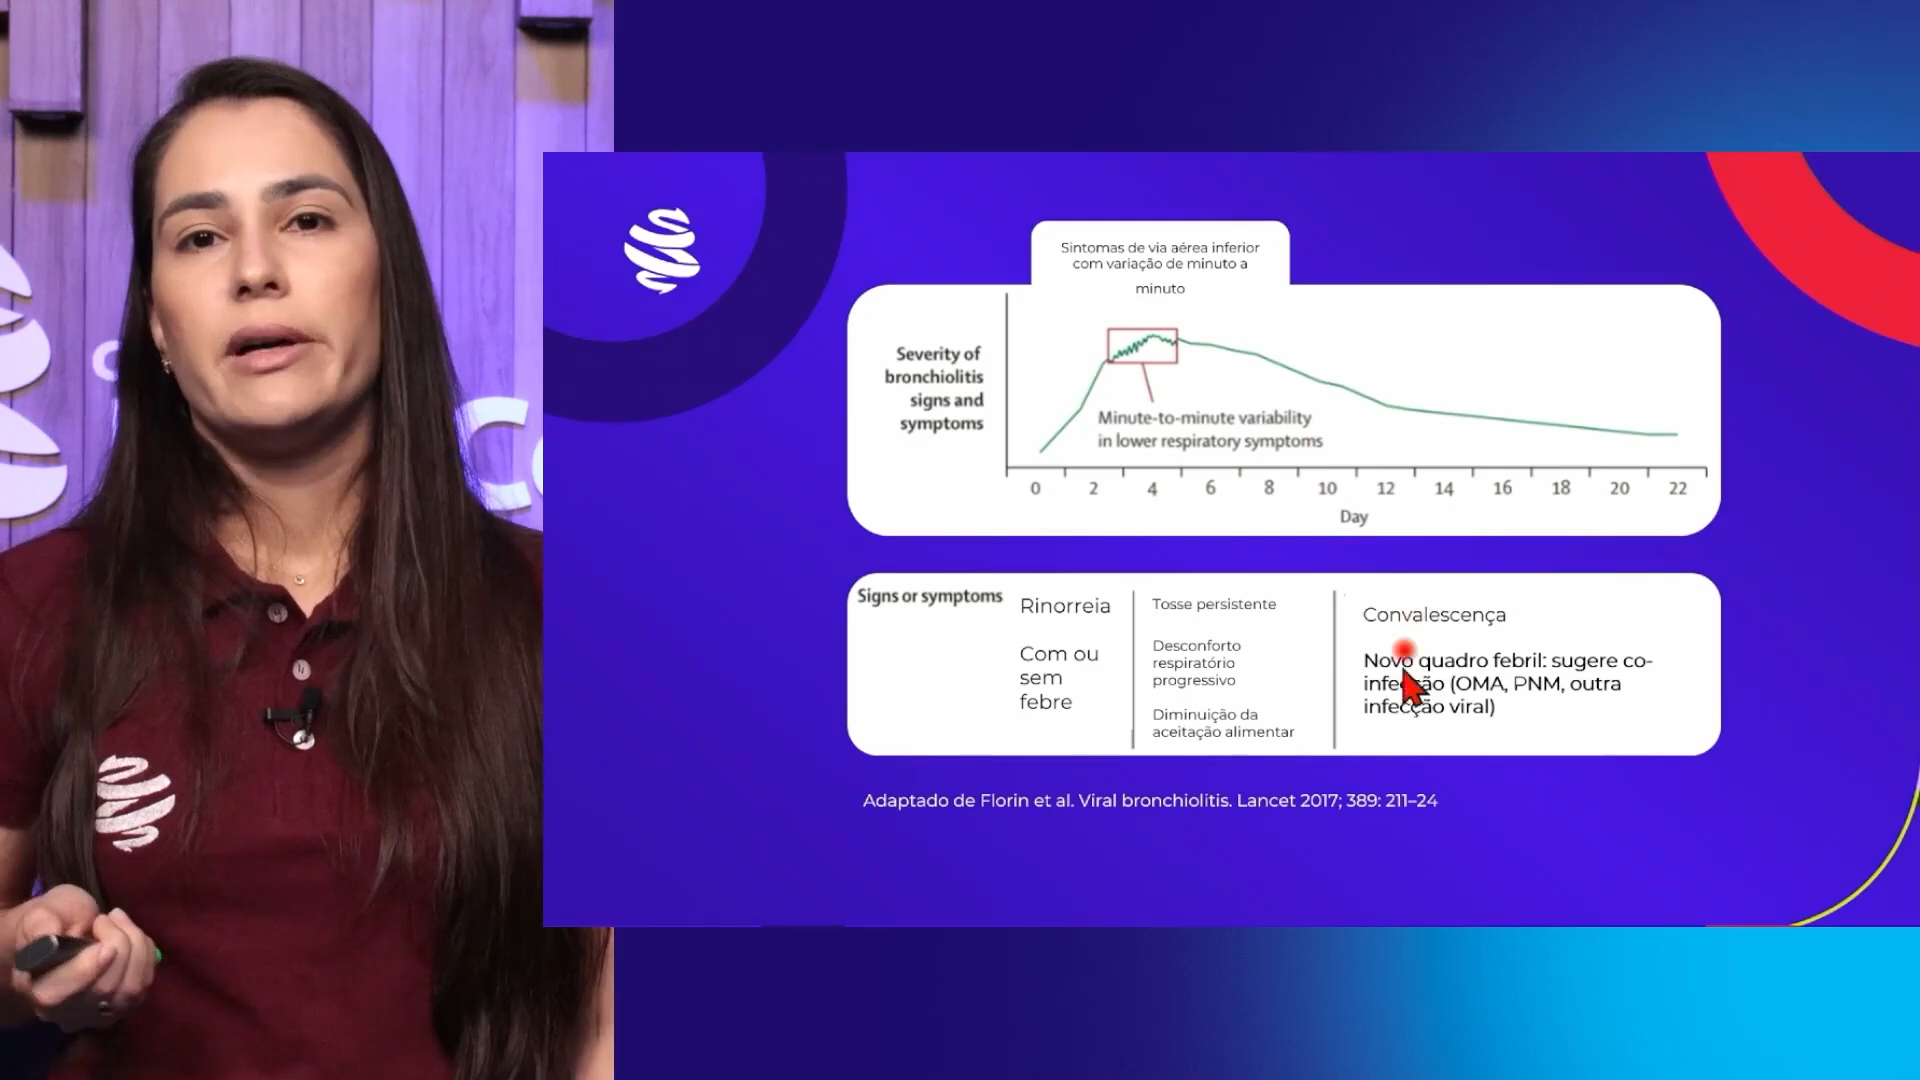 Sintomas de via aérea inferior
com variação de minuto a
minuto
Severity of
bronchiolitis
signs and
symptoms
Minute-to-minute variability
in lower respiratory symptoms
0 2 4 6 8 10 12 14 16 18 20 22
Day
Signs or symptoms
Rinorreia
Com ou
sem
febre
Tosse persistente
Desconforto
respiratório
progressivo
Diminuição da
aceitação alimentar
Convalescença
Novo quadro febril: sugere co-
infecção (OMA, PNM, outra
infecção viral)
Adaptado de Florin et al. Viral bronchiolitis. Lancet 2017; 389: 211–24